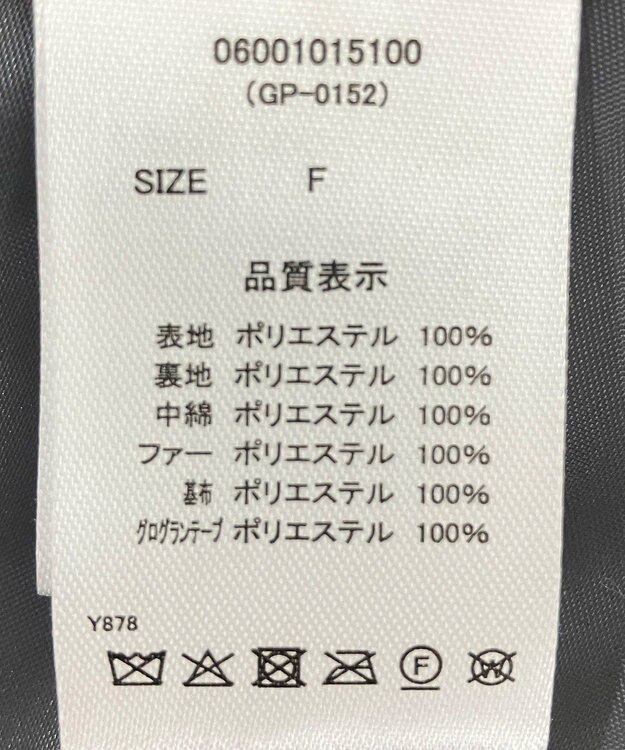 06001015100
(GP-0152)
SIZE F
品質表示
表地 ポリエステル 100%
裏地 ポリエステル 100%
中綿 ポリエステル 100%
ファー ポリエステル 100%
基布 ポリエステル 100%
グログランテープ ポリエステル 100%
Y878
F W